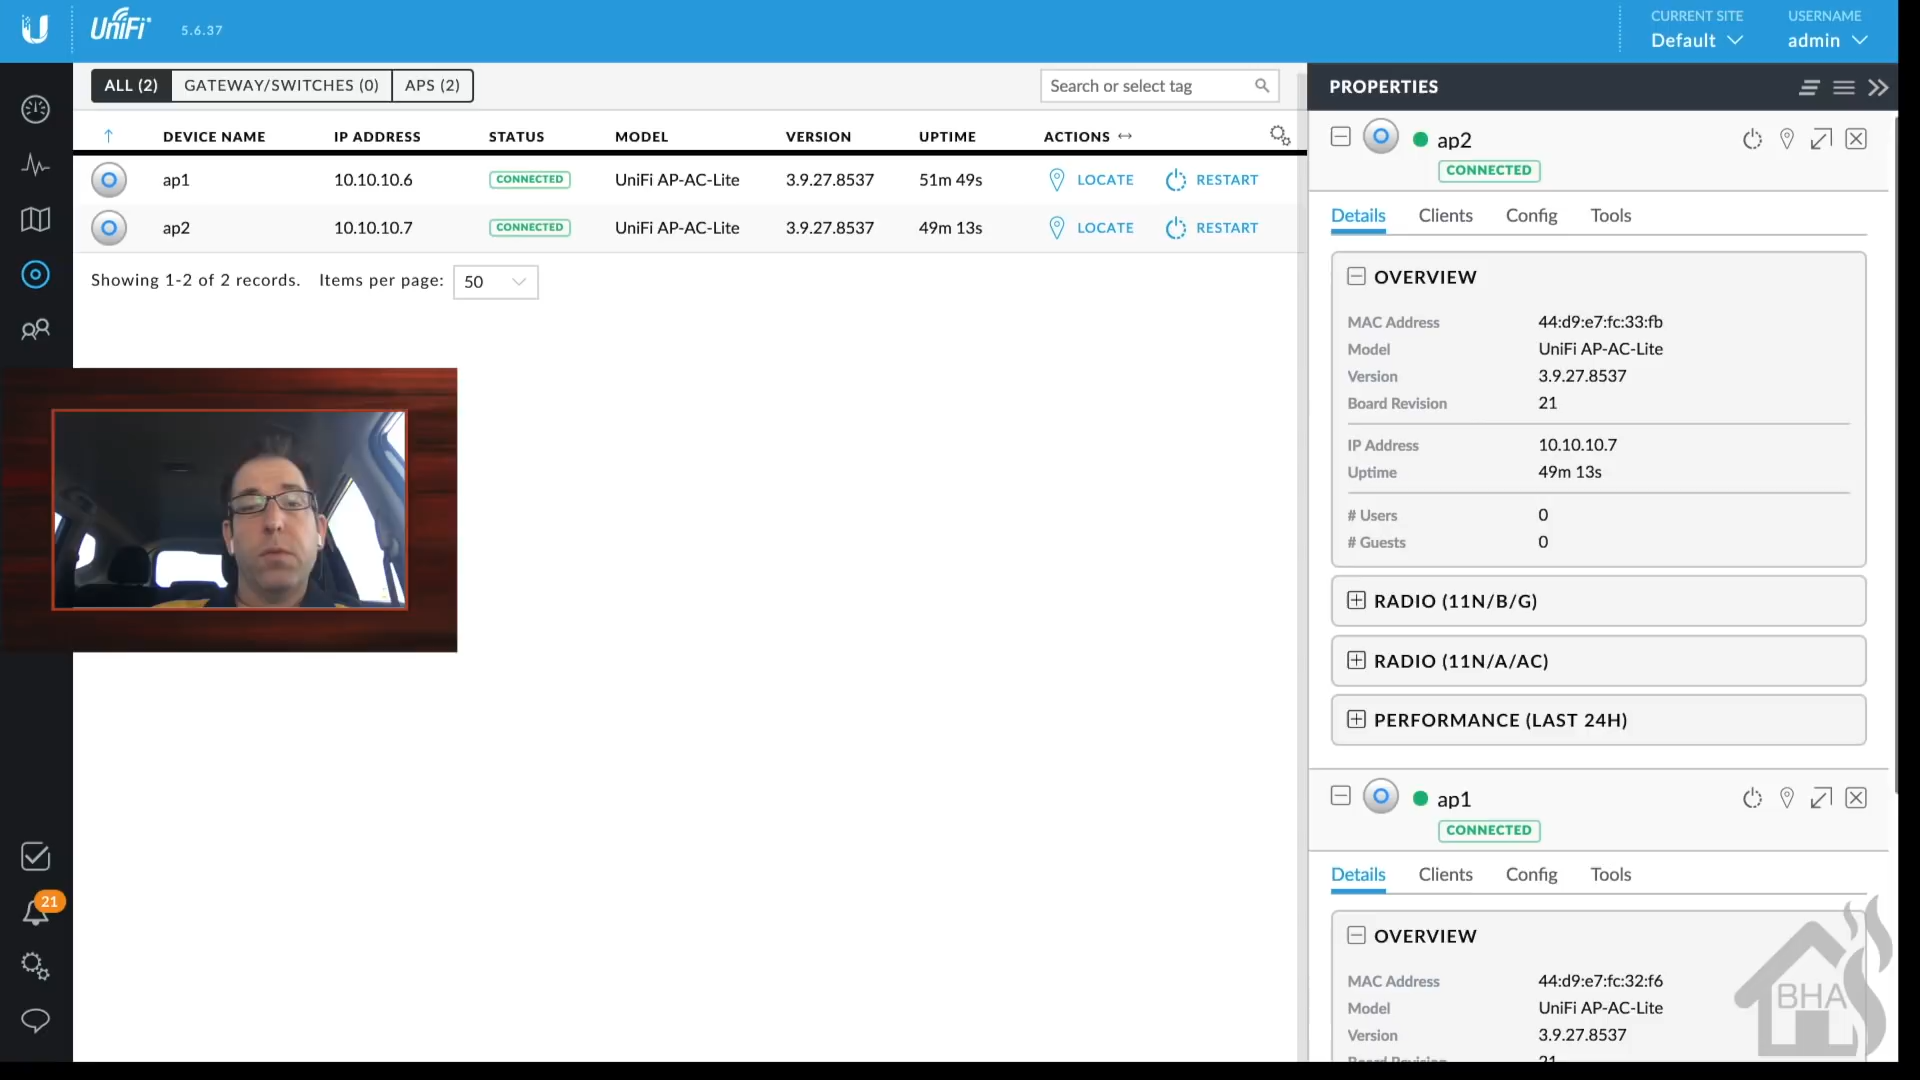 UniFi 5.6.37
CURRENT SITE
Default
USERNAME
admin
ALL (2) GATEWAY/SWITCHES (0) APS (2)
Search or select tag
DEVICE NAME IP ADDRESS STATUS MODEL VERSION UPTIME ACTIONS
ap1 10.10.10.6 CONNECTED UniFi AP-AC-Lite 3.9.27.8537 51m 49s LOCATE RESTART
ap2 10.10.10.7 CONNECTED UniFi AP-AC-Lite 3.9.27.8537 49m 13s LOCATE RESTART
Showing 1-2 of 2 records. Items per page: 50
21
PROPERTIES
ap2
CONNECTED
Details Clients Config Tools
OVERVIEW
MAC Address 44:d9:e7:fc:33:fb
Model UniFi AP-AC-Lite
Version 3.9.27.8537
Board Revision 21
IP Address 10.10.10.7
Uptime 49m 13s
# Users 0
# Guests 0
RADIO (11N/B/G)
RADIO (11N/A/AC)
PERFORMANCE (LAST 24H)
ap1
CONNECTED
Details Clients Config Tools
OVERVIEW
MAC Address 44:d9:e7:fc:32:f6
Model UniFi AP-AC-Lite
Version 3.9.27.8537
Board Revision 21
BHA